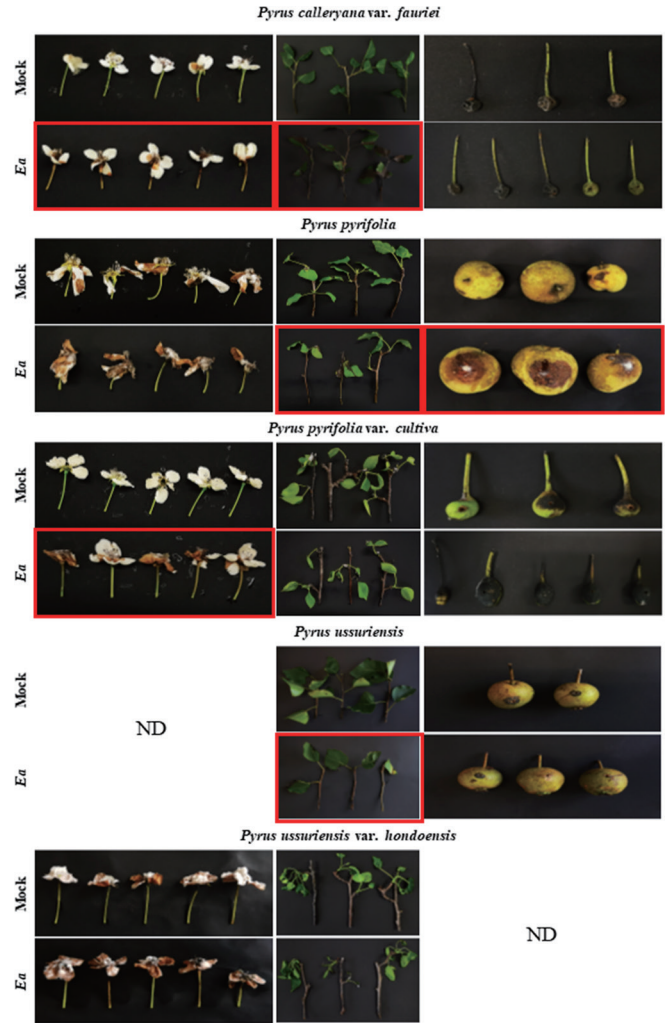 Pyrus calleryana var. fauriei
Mock
Ea
Pyrus pyrifolia
Mock
Ea
Pyrus pyrifolia var. cultiva
Mock
Ea
Pyrus ussuriensis
Mock
ND
Ea
Pyrus ussuriensis var. hondoensis
Mock
ND
Ea